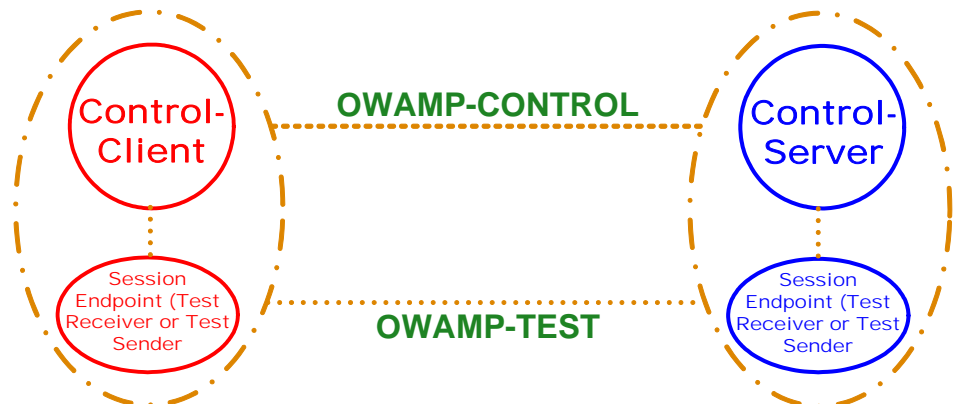 Control-
Client
OWAMP-CONTROL
Control-
Server
Session
Endpoint (Test
Receiver or Test
Sender
OWAMP-TEST
Session
Endpoint (Test
Receiver or Test
Sender